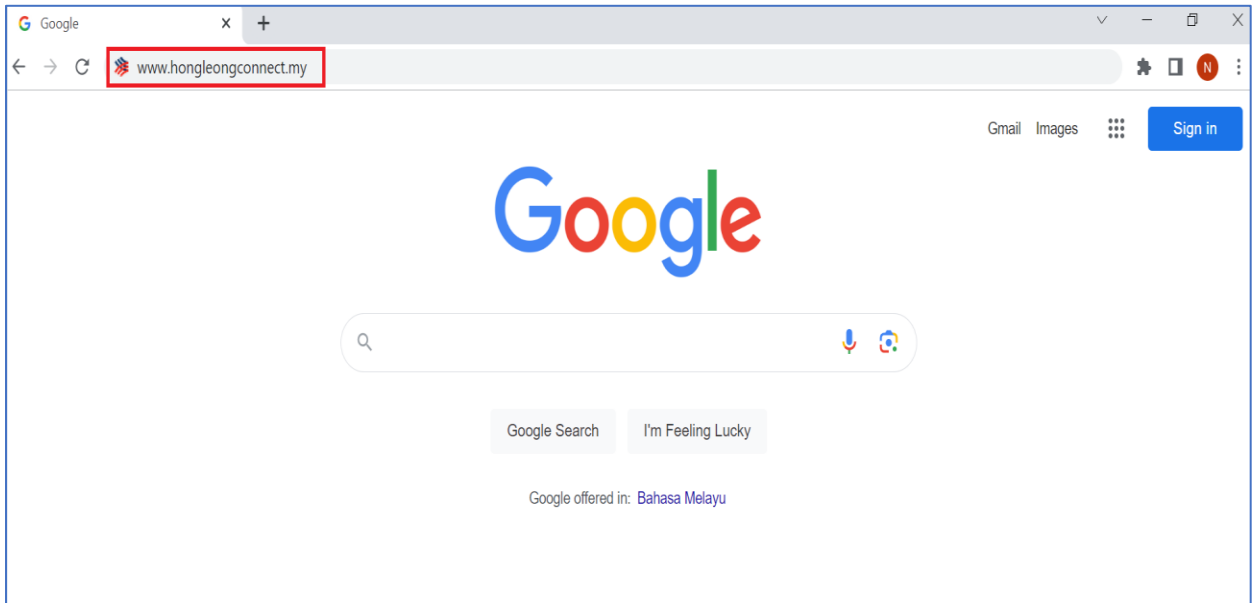 Google
www.hongleongconnect.my
N
Gmail Images
Sign in
Google
Google Search I'm Feeling Lucky
Google offered in: Bahasa Melayu